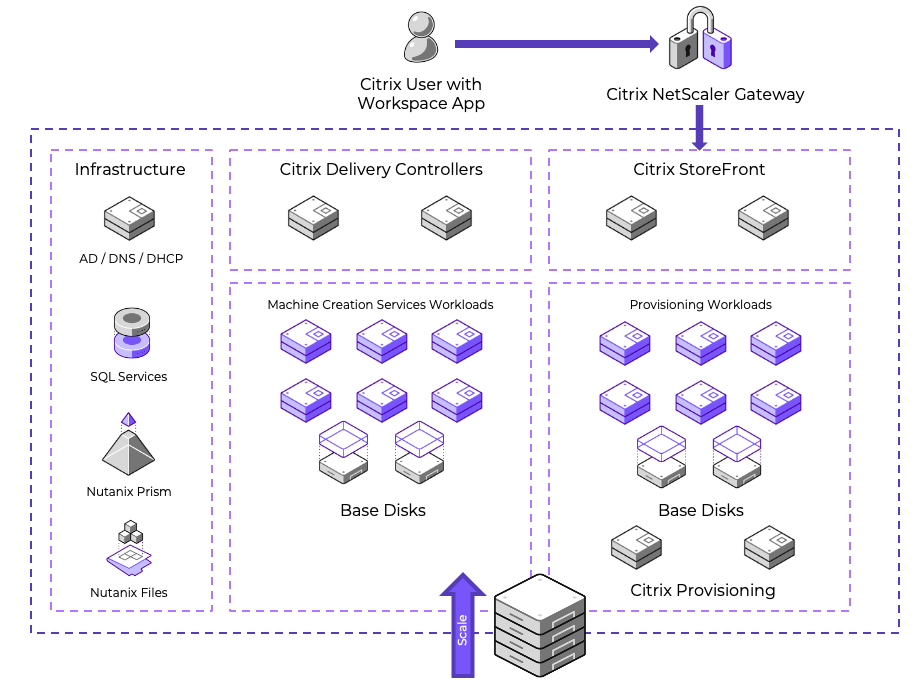 Citrix User with
Workspace App
Citrix NetScaler Gateway
Infrastructure
AD / DNS / DHCP
SQL Services
Nutanix Prism
Nutanix Files
Citrix Delivery Controllers
Citrix StoreFront
Machine Creation Services Workloads
Base Disks
Provisioning Workloads
Base Disks
Citrix Provisioning
Scale